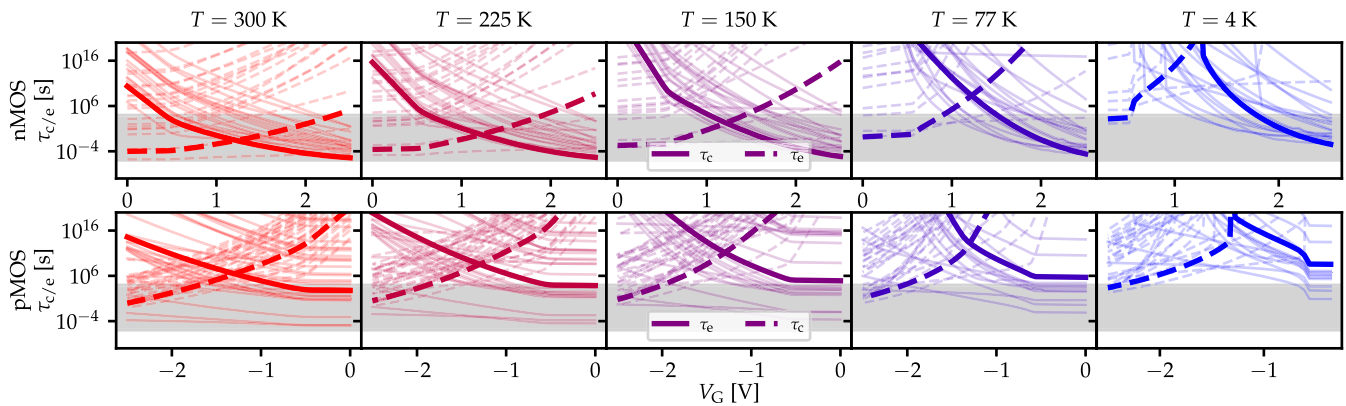 T = 300 K T = 225 K T = 150 K T = 77 K T = 4 K
nMOS
τc/e [s]
10^16
10^6
10^−4
τc τe
0 1 2 0 1 2 0 1 2 0 1 2 1 2
pMOS
τc/e [s]
10^16
10^6
10^−4
τe τc
−2 −1 0 −2 −1 0 −2 −1 0 −2 −1 0 −2 −1
VG [V]